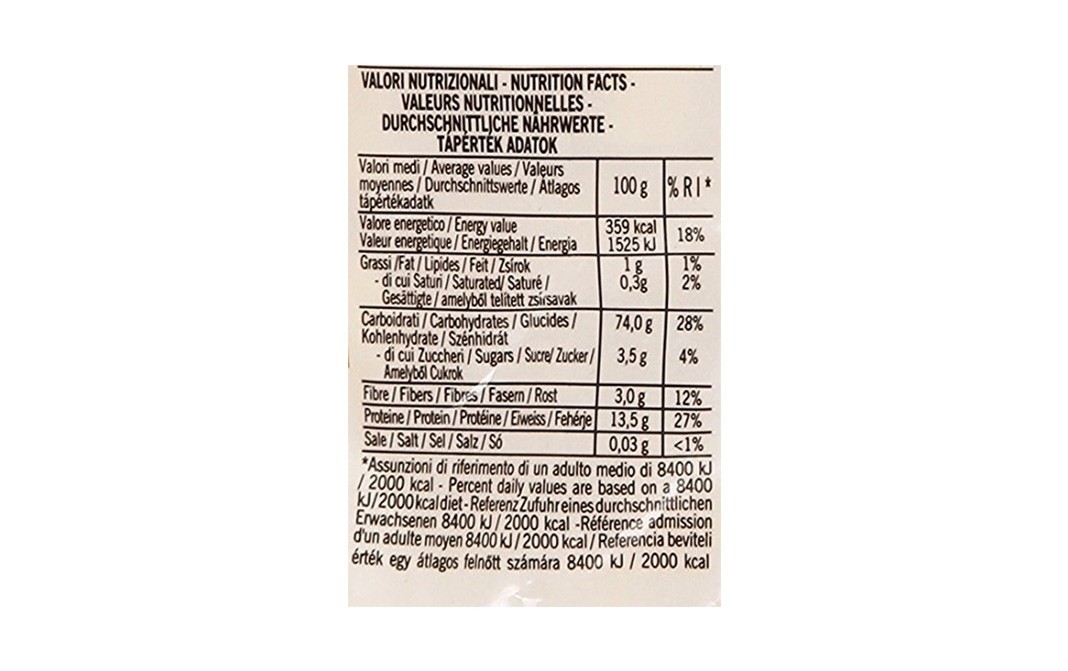 VALORI NUTRIZIONALI - NUTRITION FACTS -
VALEURS NUTRITIONNELLES -
DURCHSCHNITTLICHE NÄHRWERTE -
TÁPÉRTÉK ADATOK
Valori medi / Average values / Valeurs
moyennes / Durchschnittswerte / Átlagos
tápértékadatk
100 g % R I *
Valore energetico / Energy value
Valeur energetique / Energiegehalt / Energia
359 kcal
1525 kJ
18%
Grassi /Fat / Lipides / Feit / Zsírok 1 g 1%
- di cui Saturi / Saturated/ Saturé / 0,3g 2%
Gesättigte / amelyből telített zsírsavak
Carboidrati / Carbohydrates / Glucides / 74,0 g 28%
Kohlenhydrate / Szénhidrát
- di cui Zuccheri / Sugars / Sucre/ Zucker / 3,5 g 4%
Amelyből Cukrok
Fibre / Fibers / Fibres / Fasern / Rost 3,0 g 12%
Proteine / Protein / Protéine / Eiweiss / Fehérje 13,5 g 27%
Sale / Salt / Sel / Salz / Só 0,03 g <1%
*Assunzioni di riferimento di un adulto medio di 8400 kJ
/ 2000 kcal - Percent daily values are based on a 8400
kJ/2000 kcal diet - Referenz Zufuhr eines durchschnittlichen
Erwachsenen 8400 kJ / 2000 kcal -Référence admission
d'un adulte moyen 8400 kJ / 2000 kcal / Referencia beviteli
érték egy átlagos felnőtt számára 8400 kJ / 2000 kcal